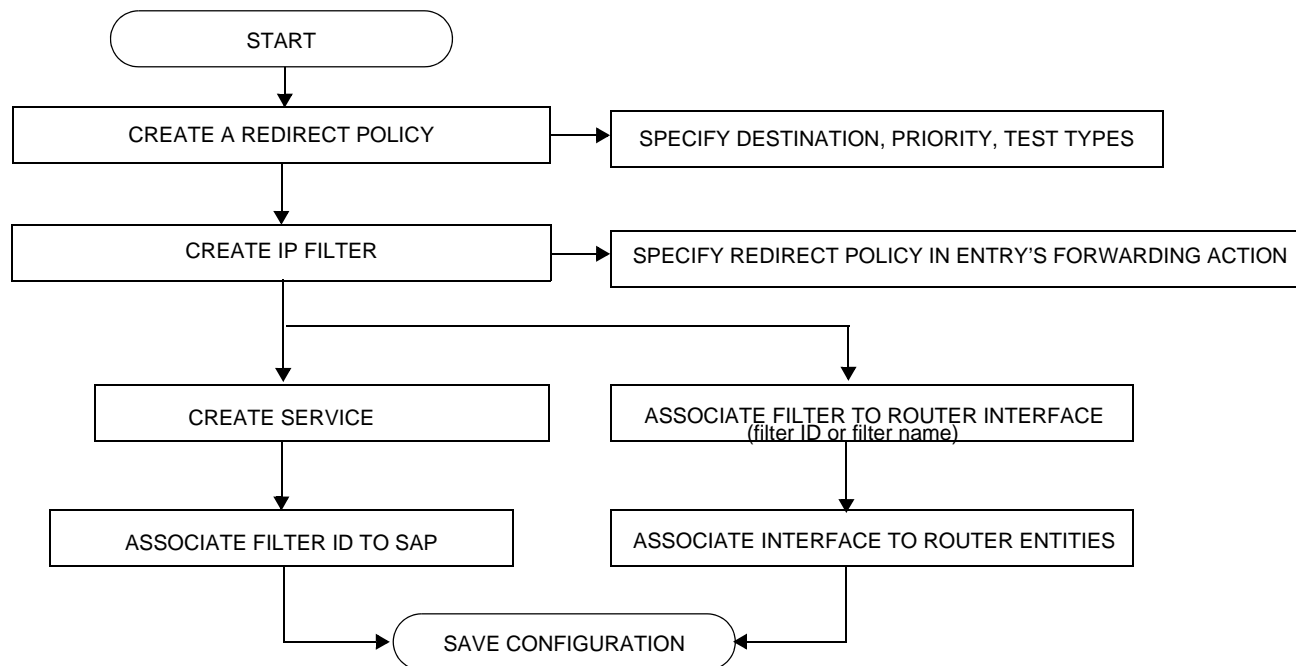 START
CREATE A REDIRECT POLICY
SPECIFY DESTINATION, PRIORITY, TEST TYPES
CREATE IP FILTER
SPECIFY REDIRECT POLICY IN ENTRY’S FORWARDING ACTION
CREATE SERVICE
ASSOCIATE FILTER TO ROUTER INTERFACE
(filter ID or filter name)
ASSOCIATE FILTER ID TO SAP
ASSOCIATE INTERFACE TO ROUTER ENTITIES
SAVE CONFIGURATION